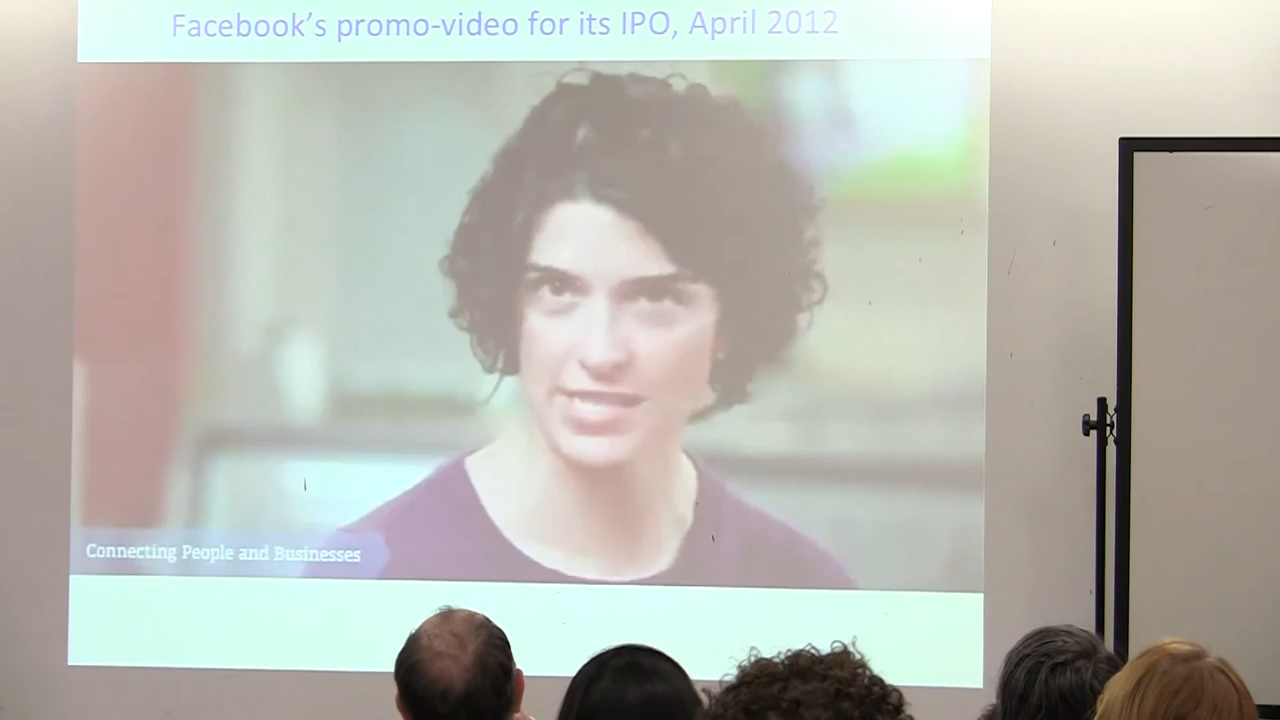 Facebook's promo-video for its IPO, April 2012
Connecting People and Businesses